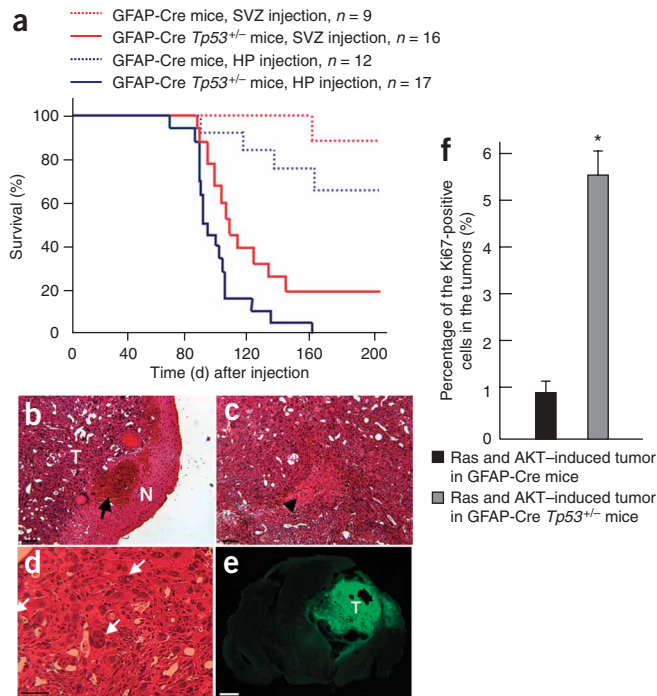 a
GFAP-Cre mice, SVZ injection, n = 9
GFAP-Cre Tp53+/– mice, SVZ injection, n = 16
GFAP-Cre mice, HP injection, n = 12
GFAP-Cre Tp53+/– mice, HP injection, n = 17
Survival (%)
100
80
60
40
20
0
0 40 80 120 160 200
Time (d) after injection
b
T
N
c
d
e
T
f
*
Percentage of the Ki67-positive
cells in the tumors (%)
6
5
4
3
2
1
0
Ras and AKT–induced tumor
in GFAP-Cre mice
Ras and AKT–induced tumor
in GFAP-Cre Tp53+/– mice